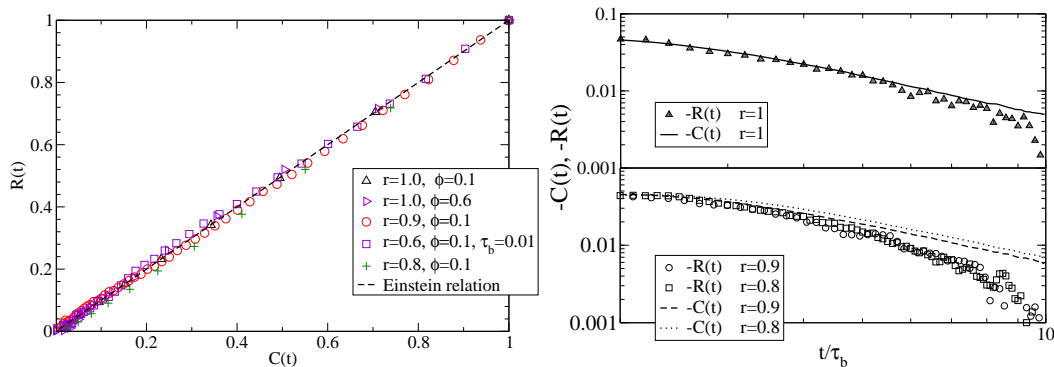 1
0.8
0.6
0.4
0.2
0
R(t)
0.2
0.4
0.6
0.8
1
C(t)
r=1.0, ϕ=0.1
r=1.0, ϕ=0.6
r=0.9, ϕ=0.1
r=0.6, ϕ=0.1, τb=0.01
r=0.8, ϕ=0.1
Einstein relation
-C(t), -R(t)
0.1
0.01
0.001
-R(t) r=1
-C(t) r=1
0.01
0.001
-R(t) r=0.9
-R(t) r=0.8
-C(t) r=0.9
-C(t) r=0.8
10
t/τb